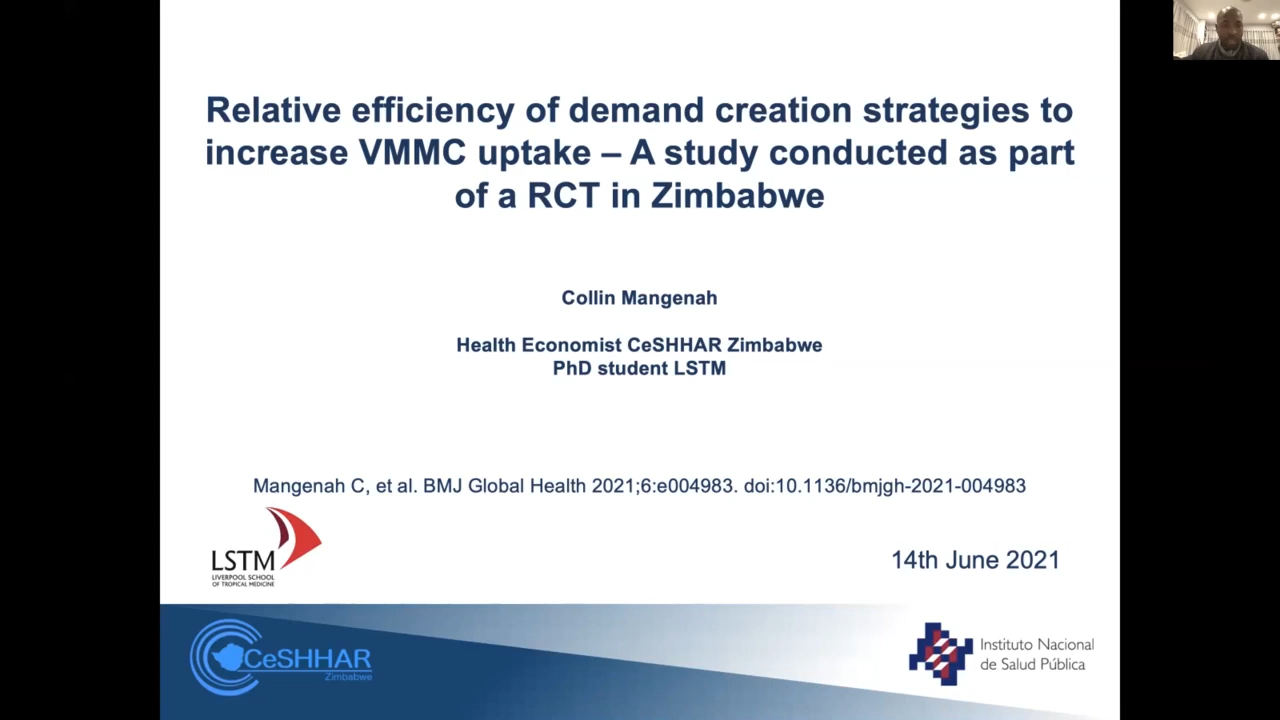 Relative efficiency of demand creation strategies to
increase VMMC uptake – A study conducted as part
of a RCT in Zimbabwe
Collin Mangenah
Health Economist CeSHHAR Zimbabwe
PhD student LSTM
Mangenah C, et al. BMJ Global Health 2021;6:e004983. doi:10.1136/bmjgh-2021-004983
LSTM
LIVERPOOL SCHOOL
OF TROPICAL MEDICINE
14th June 2021
CeSHHAR
Zimbabwe
Instituto Nacional
de Salud Pública